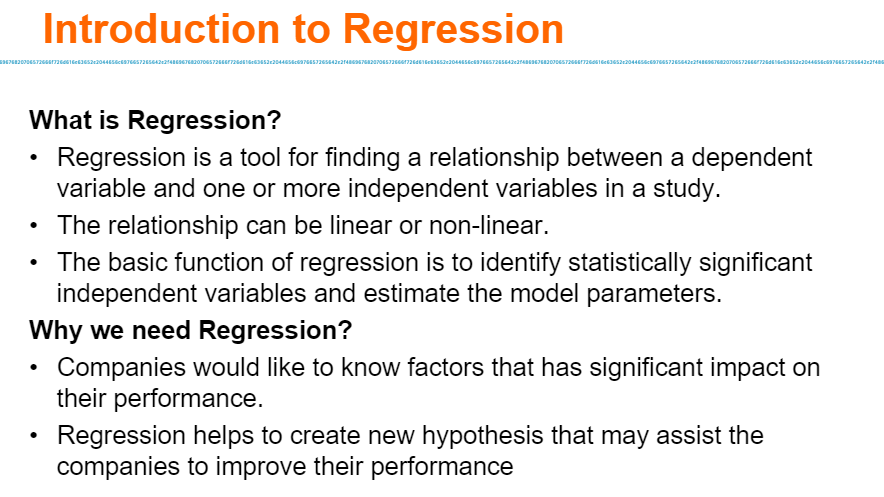 Introduction to Regression
What is Regression?
• Regression is a tool for finding a relationship between a dependent
variable and one or more independent variables in a study.
• The relationship can be linear or non-linear.
• The basic function of regression is to identify statistically significant
independent variables and estimate the model parameters.
Why we need Regression?
• Companies would like to know factors that has significant impact on
their performance.
• Regression helps to create new hypothesis that may assist the
companies to improve their performance